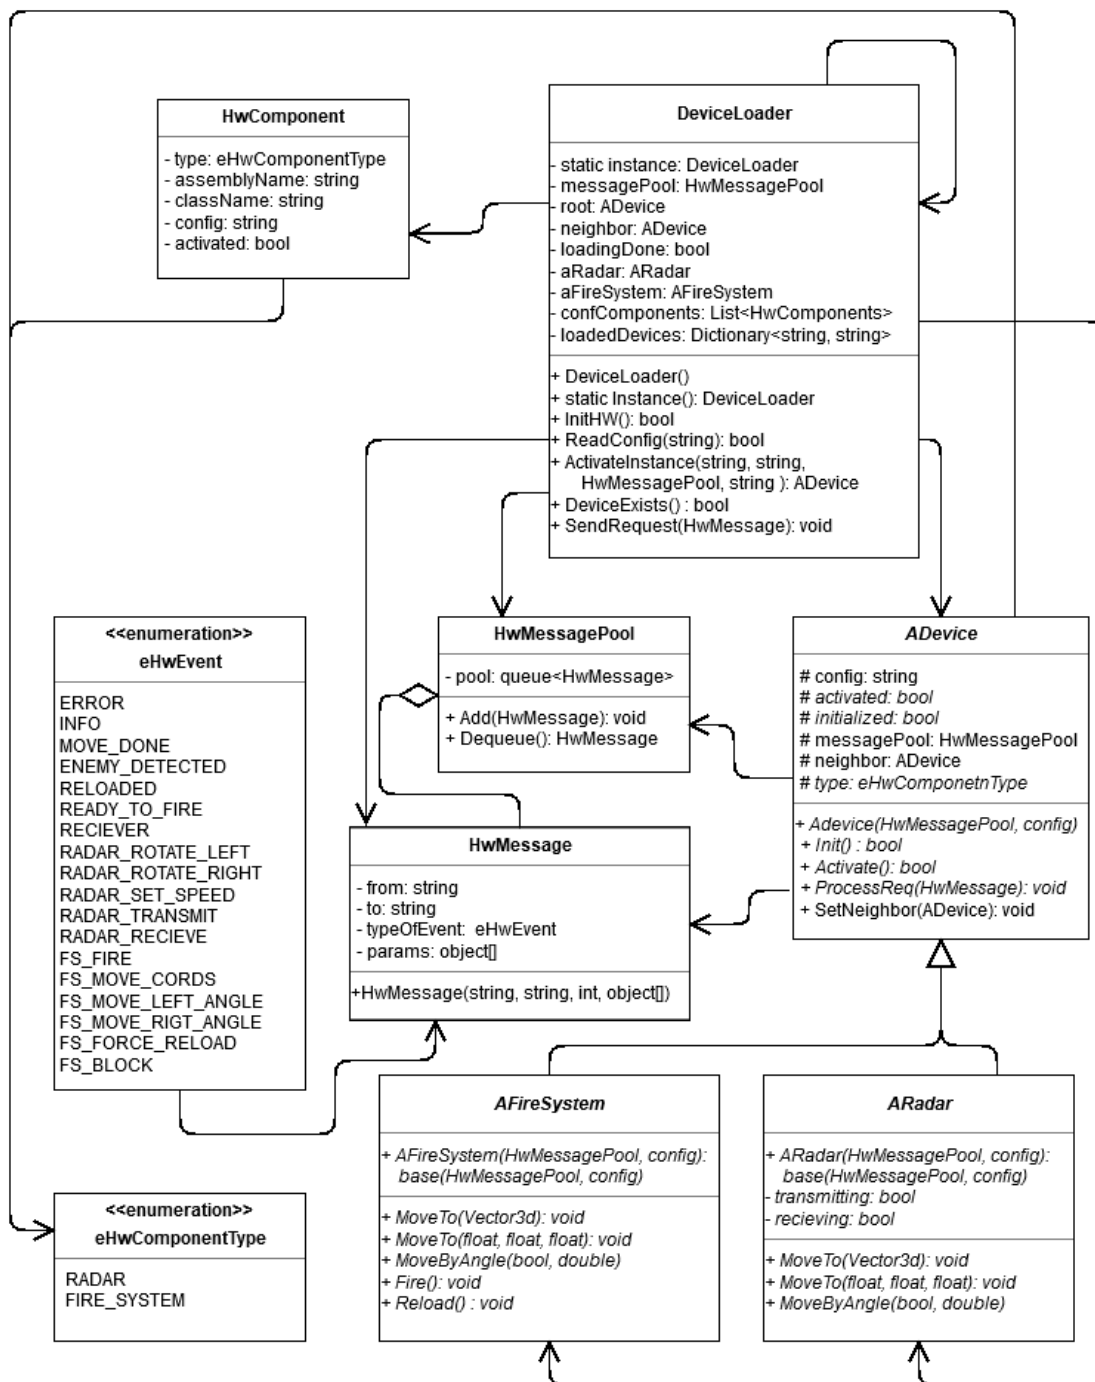 HwComponent
- type: eHwComponentType
- assemblyName: string
- className: string
- config: string
- activated: bool
DeviceLoader
- static instance: DeviceLoader
- messagePool: HwMessagePool
- root: ADevice
- neighbor: ADevice
- loadingDone: bool
- aRadar: ARadar
- aFireSystem: AFireSystem
- confComponents: List<HwComponents>
- loadedDevices: Dictionary<string, string>
+ DeviceLoader()
+ static Instance(): DeviceLoader
+ InitHW(): bool
+ ReadConfig(string): bool
+ ActivateInstance(string, string,
HwMessagePool, string ): ADevice
+ DeviceExists() : bool
+ SendRequest(HwMessage): void
<<enumeration>>
eHwEvent
ERROR
INFO
MOVE_DONE
ENEMY_DETECTED
RELOADED
READY_TO_FIRE
RECIEVER
RADAR_ROTATE_LEFT
RADAR_ROTATE_RIGHT
RADAR_SET_SPEED
RADAR_TRANSMIT
RADAR_RECIEVE
FS_FIRE
FS_MOVE_CORDS
FS_MOVE_LEFT_ANGLE
FS_MOVE_RIGT_ANGLE
FS_FORCE_RELOAD
FS_BLOCK
HwMessagePool
- pool: queue<HwMessage>
+ Add(HwMessage): void
+ Dequeue(): HwMessage
ADevice
# config: string
# activated: bool
# initialized: bool
# messagePool: HwMessagePool
# neighbor: ADevice
# type: eHwComponetnType
+ Adevice(HwMessagePool, config)
+ Init() : bool
+ Activate(): bool
+ ProcessReq(HwMessage): void
+ SetNeighbor(ADevice): void
HwMessage
- from: string
- to: string
- typeOfEvent: eHwEvent
- params: object[]
+HwMessage(string, string, int, object[])
AFireSystem
+ AFireSystem(HwMessagePool, config):
base(HwMessagePool, config)
+ MoveTo(Vector3d): void
+ MoveTo(float, float, float): void
+ MoveByAngle(bool, double)
+ Fire(): void
+ Reload() : void
ARadar
+ ARadar(HwMessagePool, config):
base(HwMessagePool, config)
- transmitting: bool
- recieving: bool
+ MoveTo(Vector3d): void
+ MoveTo(float, float, float): void
+ MoveByAngle(bool, double)
<<enumeration>>
eHwComponentType
RADAR
FIRE_SYSTEM